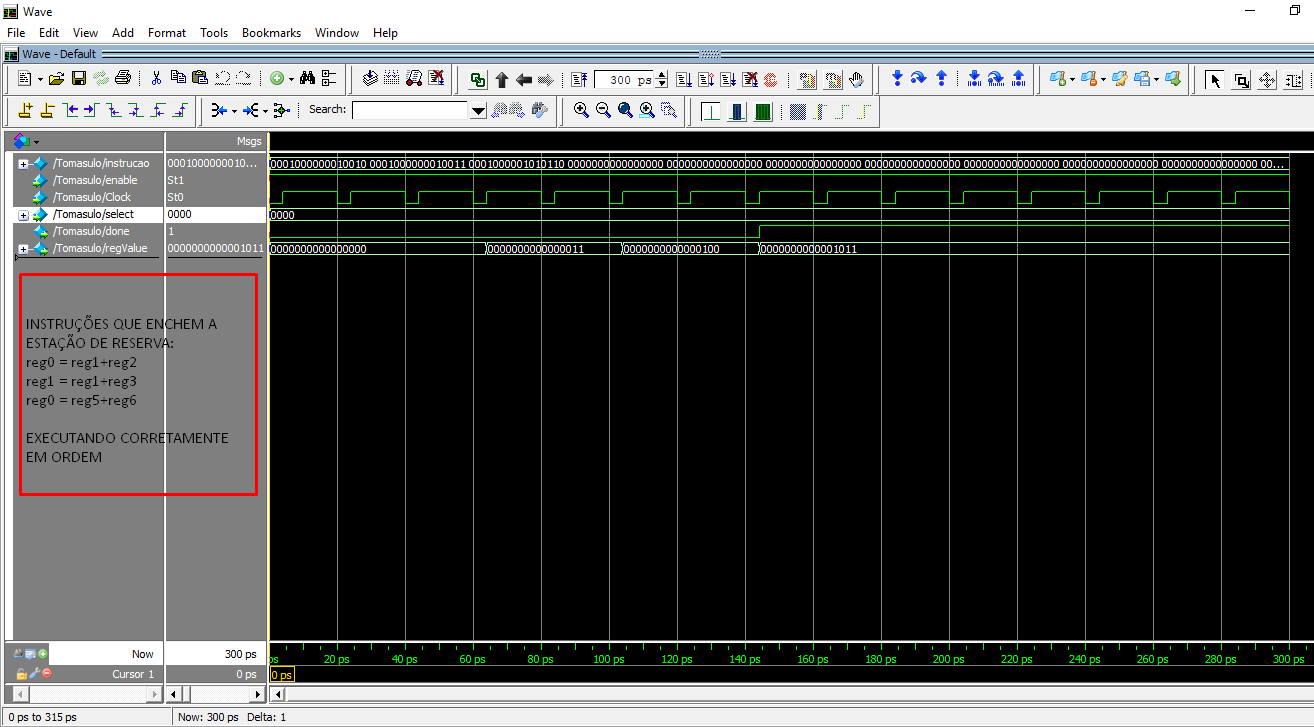 Wave
File Edit View Add Format Tools Bookmarks Window Help
Wave - Default
300 ps
Search:
Msgs
/Tomasulo/instrucao 0001000000010... 0001000000010010 0001000000100011 0001000001010110 0000000000000000 0000000000000000 0000000000000000 0000000000000000 0000000000000000 0000000000000000 0000000000000000 00...
/Tomasulo/enable St1
/Tomasulo/Clock St0
/Tomasulo/select 0000 0000
/Tomasulo/done 1
/Tomasulo/regValue 0000000000001011 0000000000000000 0000000000000011 0000000000000100 0000000000001011
INSTRUÇÕES QUE ENCHEM A
ESTAÇÃO DE RESERVA:
reg0 = reg1+reg2
reg1 = reg1+reg3
reg0 = reg5+reg6
EXECUTANDO CORRETAMENTE
EM ORDEM
Now 300 ps ps 20 ps 40 ps 60 ps 80 ps 100 ps 120 ps 140 ps 160 ps 180 ps 200 ps 220 ps 240 ps 260 ps 280 ps 300 ps
Cursor 1 0 ps 0 ps
0 ps to 315 ps Now: 300 ps Delta: 1